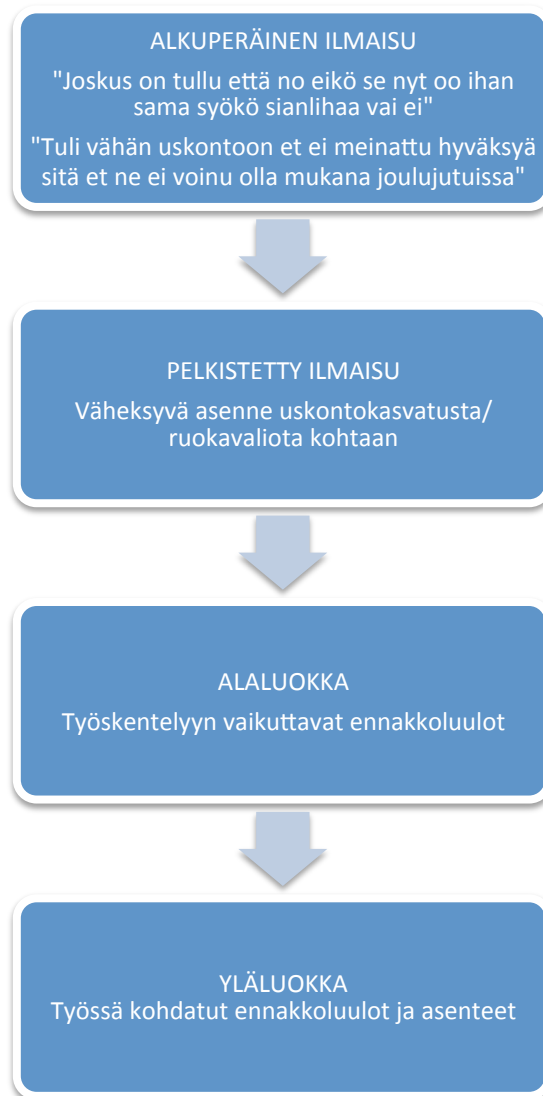 ALKUPERÄINEN ILMAISU
"Joskus on tullu että no eikö se nyt oo ihan
sama syökö sianlihaa vai ei"
"Tuli vähän uskontoon et ei meinattu hyväksyä
sitä et ne ei voinu olla mukana joulujutuissa"
PELKISTETTY ILMAISU
Väheksyvä asenne uskontokasvatusta/
ruokavaliota kohtaan
ALALUOKKA
Työskentelyyn vaikuttavat ennakkoluulot
YLÄLUOKKA
Työssä kohdatut ennakkoluulot ja asenteet